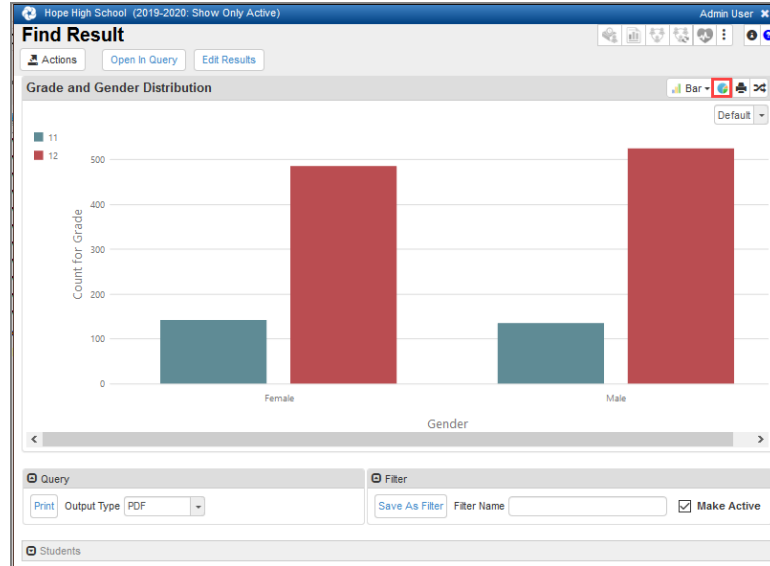 Hope High School (2019-2020: Show Only Active) Admin User
Find Result
Actions Open In Query Edit Results
Grade and Gender Distribution Bar
Default
11
12
500
400
300
200
100
0
Count for Grade
Female Male
Gender
Query Filter
Print Output Type PDF Save As Filter Filter Name Make Active
Students